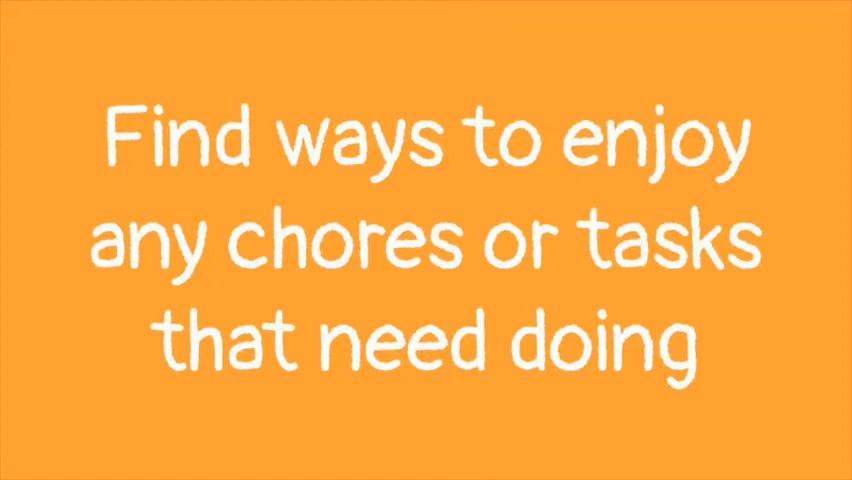 Find ways to enjoy
any chores or tasks
that need doing